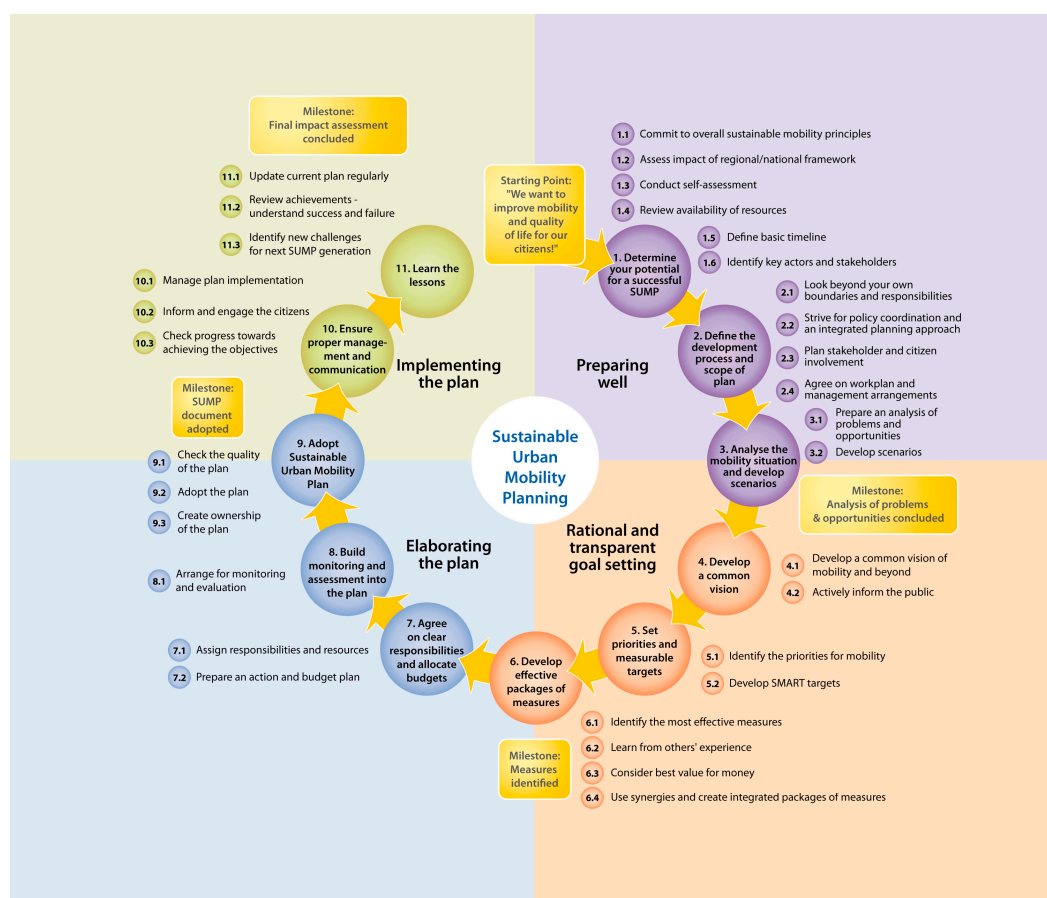 Sustainable
Urban
Mobility
Planning
Starting Point:
"We want to
improve mobility
and quality
of life for our
citizens!"
Preparing
well
1. Determine
your potential
for a successful
SUMP
1.1 Commit to overall sustainable mobility principles
1.2 Assess impact of regional/national framework
1.3 Conduct self-assessment
1.4 Review availability of resources
1.5 Define basic timeline
1.6 Identify key actors and stakeholders
2. Define the
development
process and
scope of
plan
2.1 Look beyond your own
boundaries and responsibilities
2.2 Strive for policy coordination and
an integrated planning approach
2.3 Plan stakeholder and citizen
involvement
2.4 Agree on workplan and
management arrangements
3. Analyse the
mobility situation
and develop
scenarios
3.1 Prepare an analysis of
problems and
opportunities
3.2 Develop scenarios
Milestone:
Analysis of problems
& opportunities concluded
Rational and
transparent
goal setting
4. Develop
a common
vision
4.1 Develop a common vision of
mobility and beyond
4.2 Actively inform the public
5. Set
priorities and
measurable
targets
5.1 Identify the priorities for mobility
5.2 Develop SMART targets
6. Develop
effective
packages of
measures
6.1 Identify the most effective measures
6.2 Learn from others' experience
6.3 Consider best value for money
6.4 Use synergies and create integrated packages of measures
Milestone:
Measures
identified
Elaborating
the plan
7. Agree
on clear
responsibilities
and allocate
budgets
7.1 Assign responsibilities and resources
7.2 Prepare an action and budget plan
8. Build
monitoring and
assessment into
the plan
8.1 Arrange for monitoring
and evaluation
9. Adopt
Sustainable
Urban Mobility
Plan
9.1 Check the quality
of the plan
9.2 Adopt the plan
9.3 Create ownership
of the plan
Milestone:
SUMP
document
adopted
Implementing
the plan
10. Ensure
proper manage-
ment and
communication
10.1 Manage plan implementation
10.2 Inform and engage the citizens
10.3 Check progress towards
achieving the objectives
11. Learn the
lessons
11.1 Update current plan regularly
11.2 Review achievements -
understand success and failure
11.3 Identify new challenges
for next SUMP generation
Milestone:
Final impact assessment
concluded